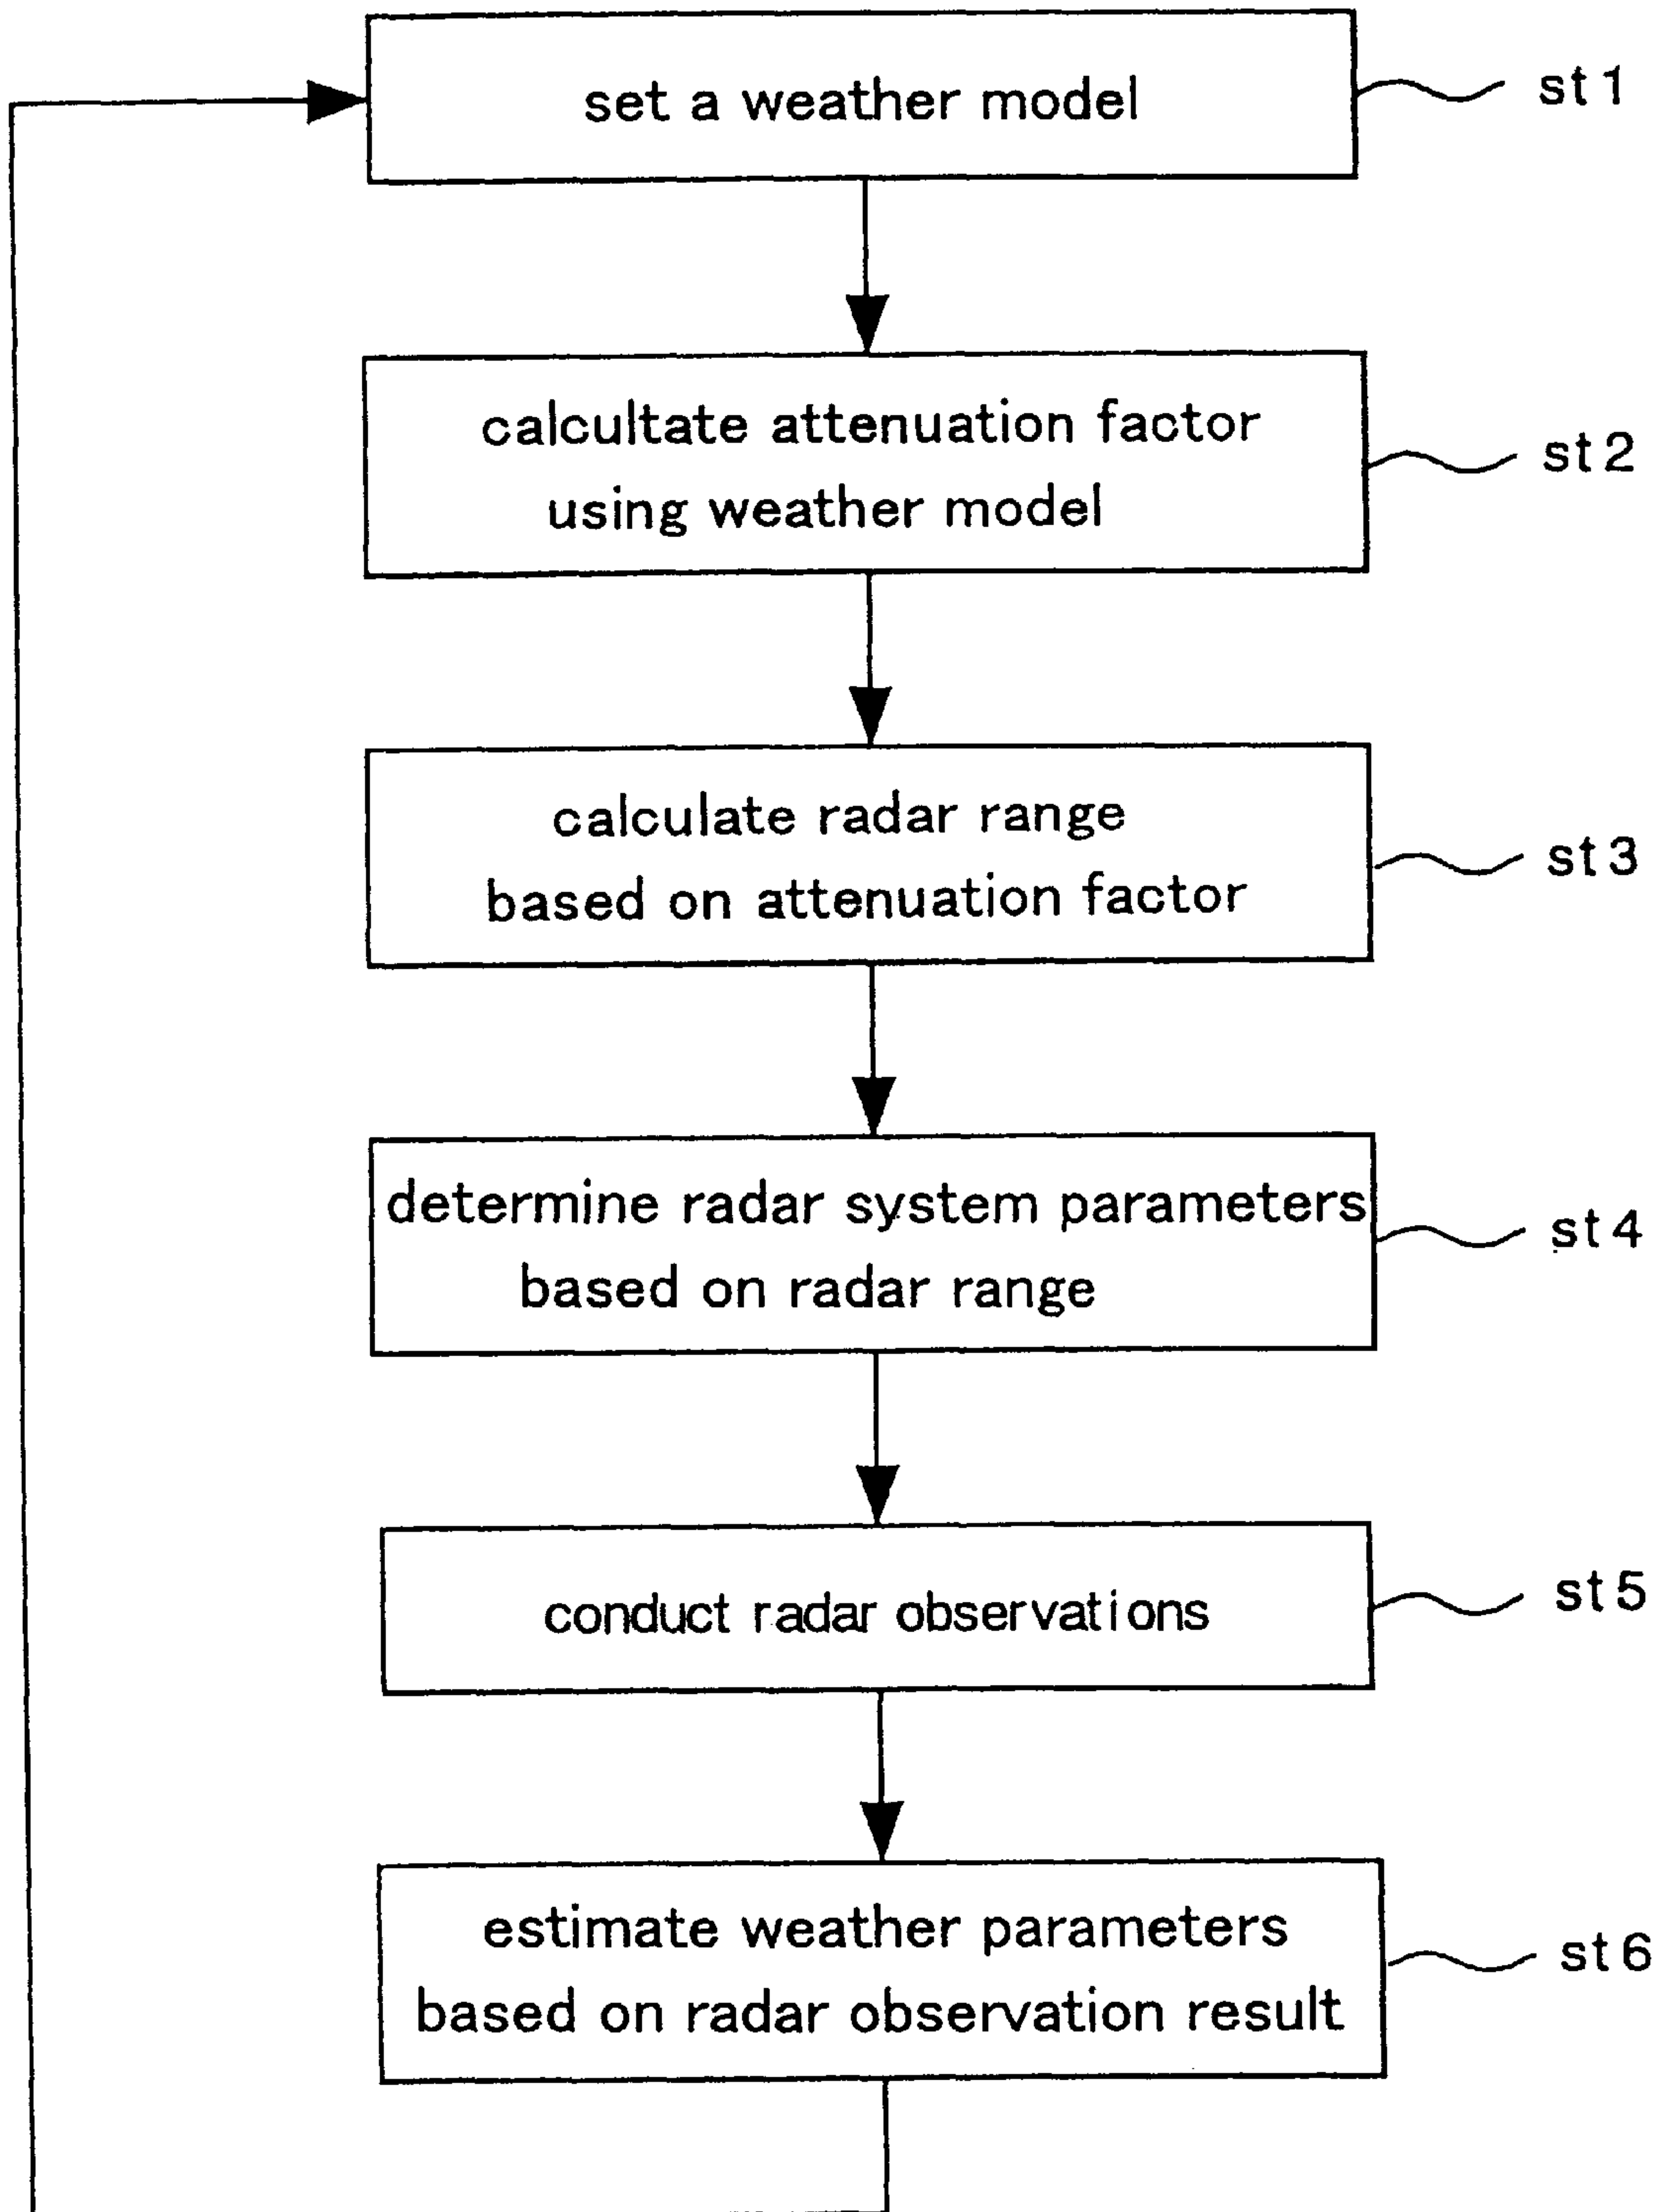 set a weather model
st1
calcultate attenuation factor
using weather model
st2
calculate radar range
based on attenuation factor
st3
determine radar system parameters
based on radar range
st4
conduct radar observations
st5
estimate weather parameters
based on radar observation result
st6